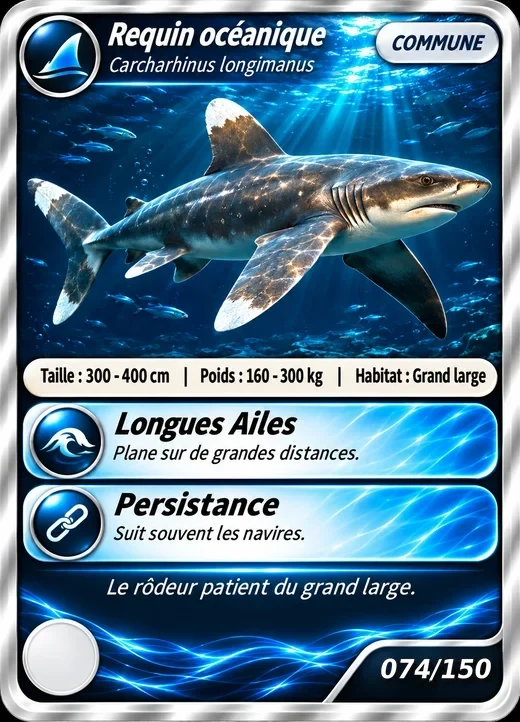 Requin océanique
COMMUNE
Carcharhinus longimanus
Taille : 300 - 400 cm | Poids : 160 - 300 kg | Habitat : Grand large
Longues Ailes
Plane sur de grandes distances.
Persistance
Suit souvent les navires.
Le rôdeur patient du grand large.
074/150